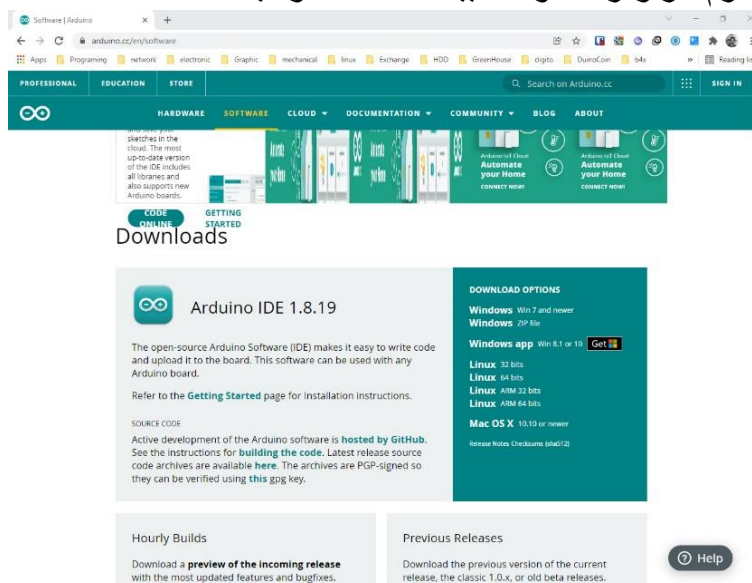 Software | Arduino
arduino.cc/en/software
Apps Programing network electronic Graphic mechanical linux Exchange HDD GreenHouse digito DuinoCoin b4x » Reading lis
PROFESSIONAL EDUCATION STORE Search on Arduino.cc SIGN IN
HARDWARE SOFTWARE CLOUD DOCUMENTATION COMMUNITY BLOG ABOUT
sketches in the
cloud. The most
up-to-date version
of the IDE includes
all libraries and
also supports new
Arduino boards.
Arduino IoT Cloud
Automate
your Home
CONNECT NOW!
Arduino IoT Cloud
Automate
your Home
CONNECT NOW!
CODE
ONLINE
GETTING
STARTED
Downloads
Arduino IDE 1.8.19
The open-source Arduino Software (IDE) makes it easy to write code
and upload it to the board. This software can be used with any
Arduino board.
Refer to the Getting Started page for Installation instructions.
SOURCE CODE
Active development of the Arduino software is hosted by GitHub.
See the instructions for building the code. Latest release source
code archives are available here. The archives are PGP-signed so
they can be verified using this gpg key.
DOWNLOAD OPTIONS
Windows Win 7 and newer
Windows ZIP file
Windows app Win 8.1 or 10 Get
Linux 32 bits
Linux 64 bits
Linux ARM 32 bits
Linux ARM 64 bits
Mac OS X 10.10 or newer
Release Notes Checksums (sha512)
Hourly Builds
Download a preview of the incoming release
with the most updated features and bugfixes.
Previous Releases
Download the previous version of the current
release, the classic 1.0.x, or old beta releases.
Help